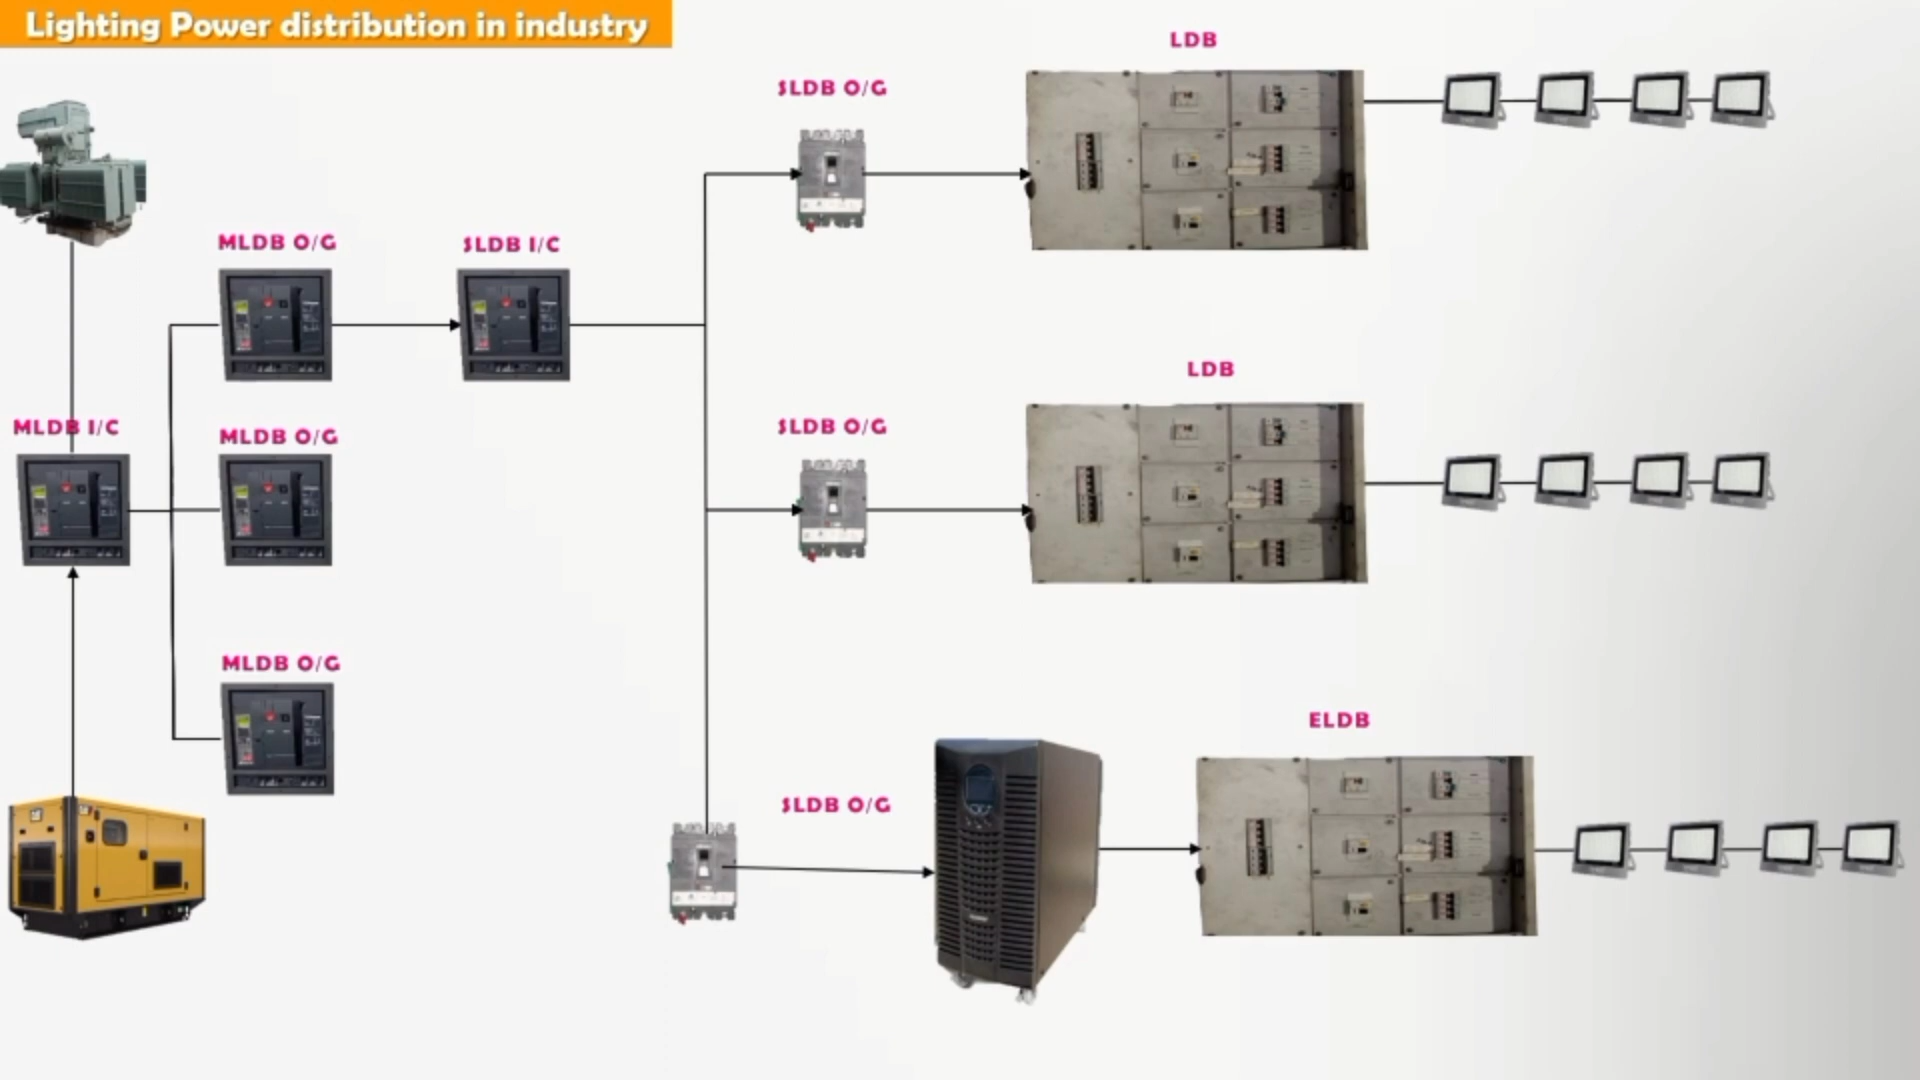 Lighting Power distribution in industry
LDB
SLDB O/G
MLDB O/G
SLDB I/C
LDB
MLDB I/C
MLDB O/G
SLDB O/G
MLDB O/G
ELDB
SLDB O/G